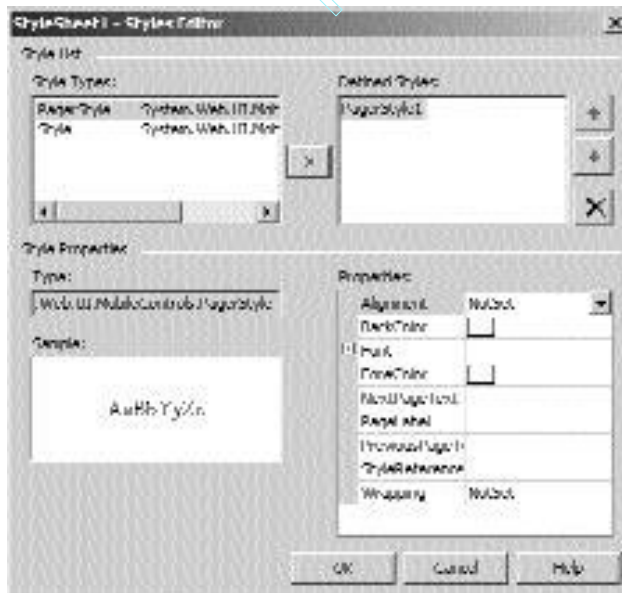 StyleSheet1 - Styles Editor
Style List
Style Types:
PagerStyle System.Web.UI.Mob
Style System.Web.UI.Mob
>
Defined Styles:
PagerStyle1
Style Properties
Type:
.Web.UI.MobileControls.PagerStyle
Sample:
AaBbYyZz
Properties:
Alignment NotSet
BackColor
Font
ForeColor
NextPageText
PageLabel
PreviousPageT
StyleReference
Wrapping NotSet
OK Cancel Help